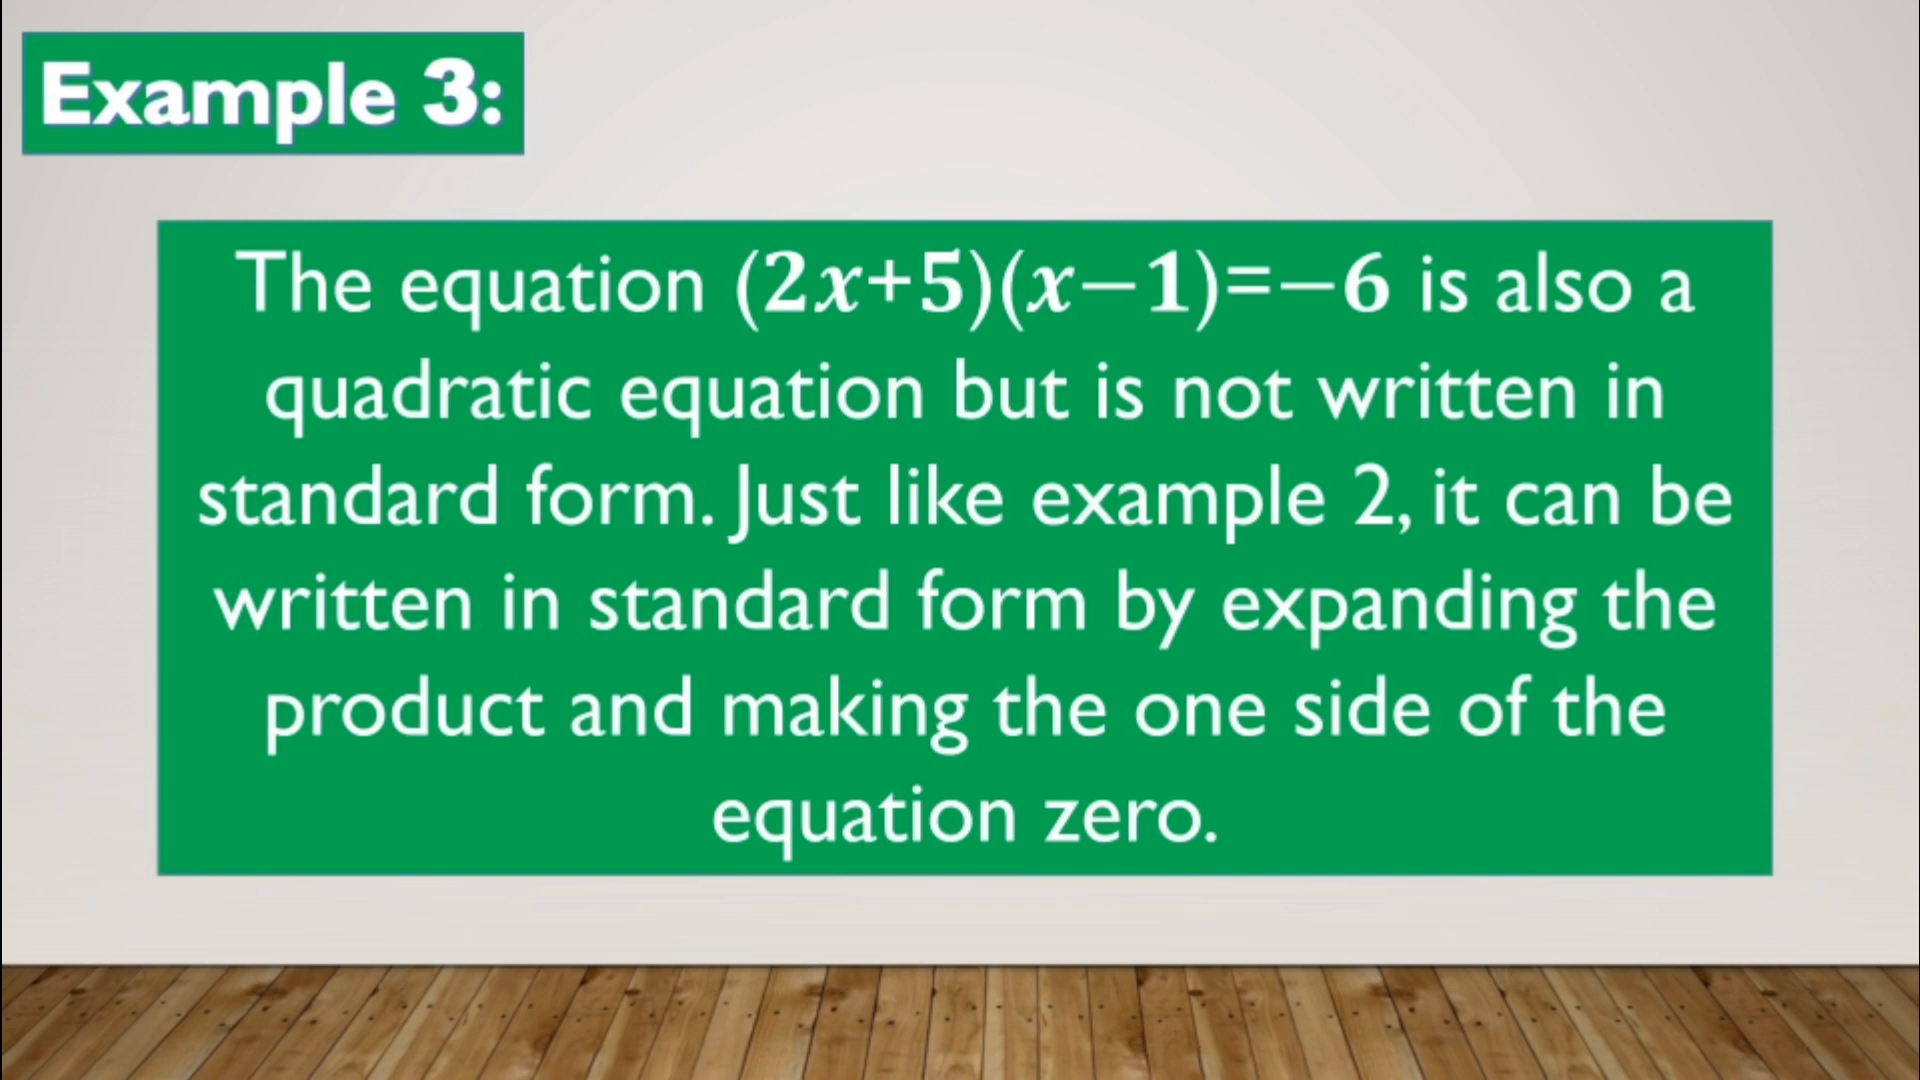 Example 3:
The equation (2x+5)(x−1)=−6 is also a
quadratic equation but is not written in
standard form. Just like example 2, it can be
written in standard form by expanding the
product and making the one side of the
equation zero.